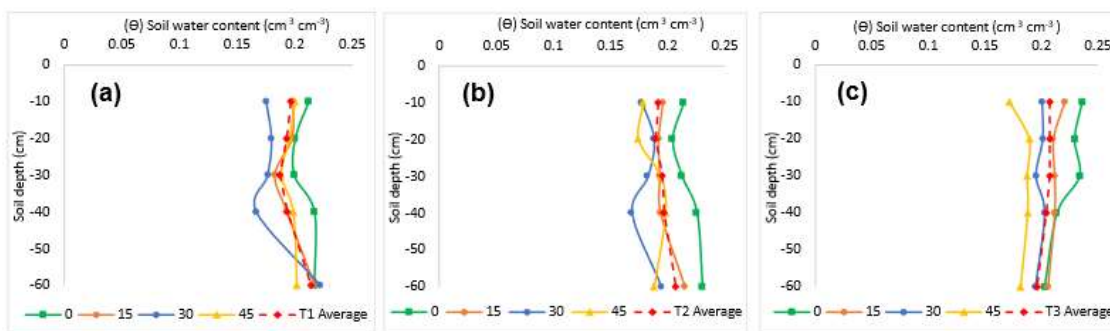 (Ө) Soil water content (cm³ cm⁻³)
0 0.05 0.1 0.15 0.2 0.25
0
-10
-20
-30
-40
-50
-60
Soil depth (cm)
(a)
0 15 30 45 T1 Average
(Ө) Soil water content (cm³ cm⁻³)
0 0.05 0.1 0.15 0.2 0.25
0
-10
-20
-30
-40
-50
-60
Soil depth (cm)
(b)
0 15 30 45 T2 Average
(Ө) Soil water content (cm³ cm⁻³)
0 0.05 0.1 0.15 0.2 0.25
0
-10
-20
-30
-40
-50
-60
Soil depth (cm)
(c)
0 15 30 45 T3 Average